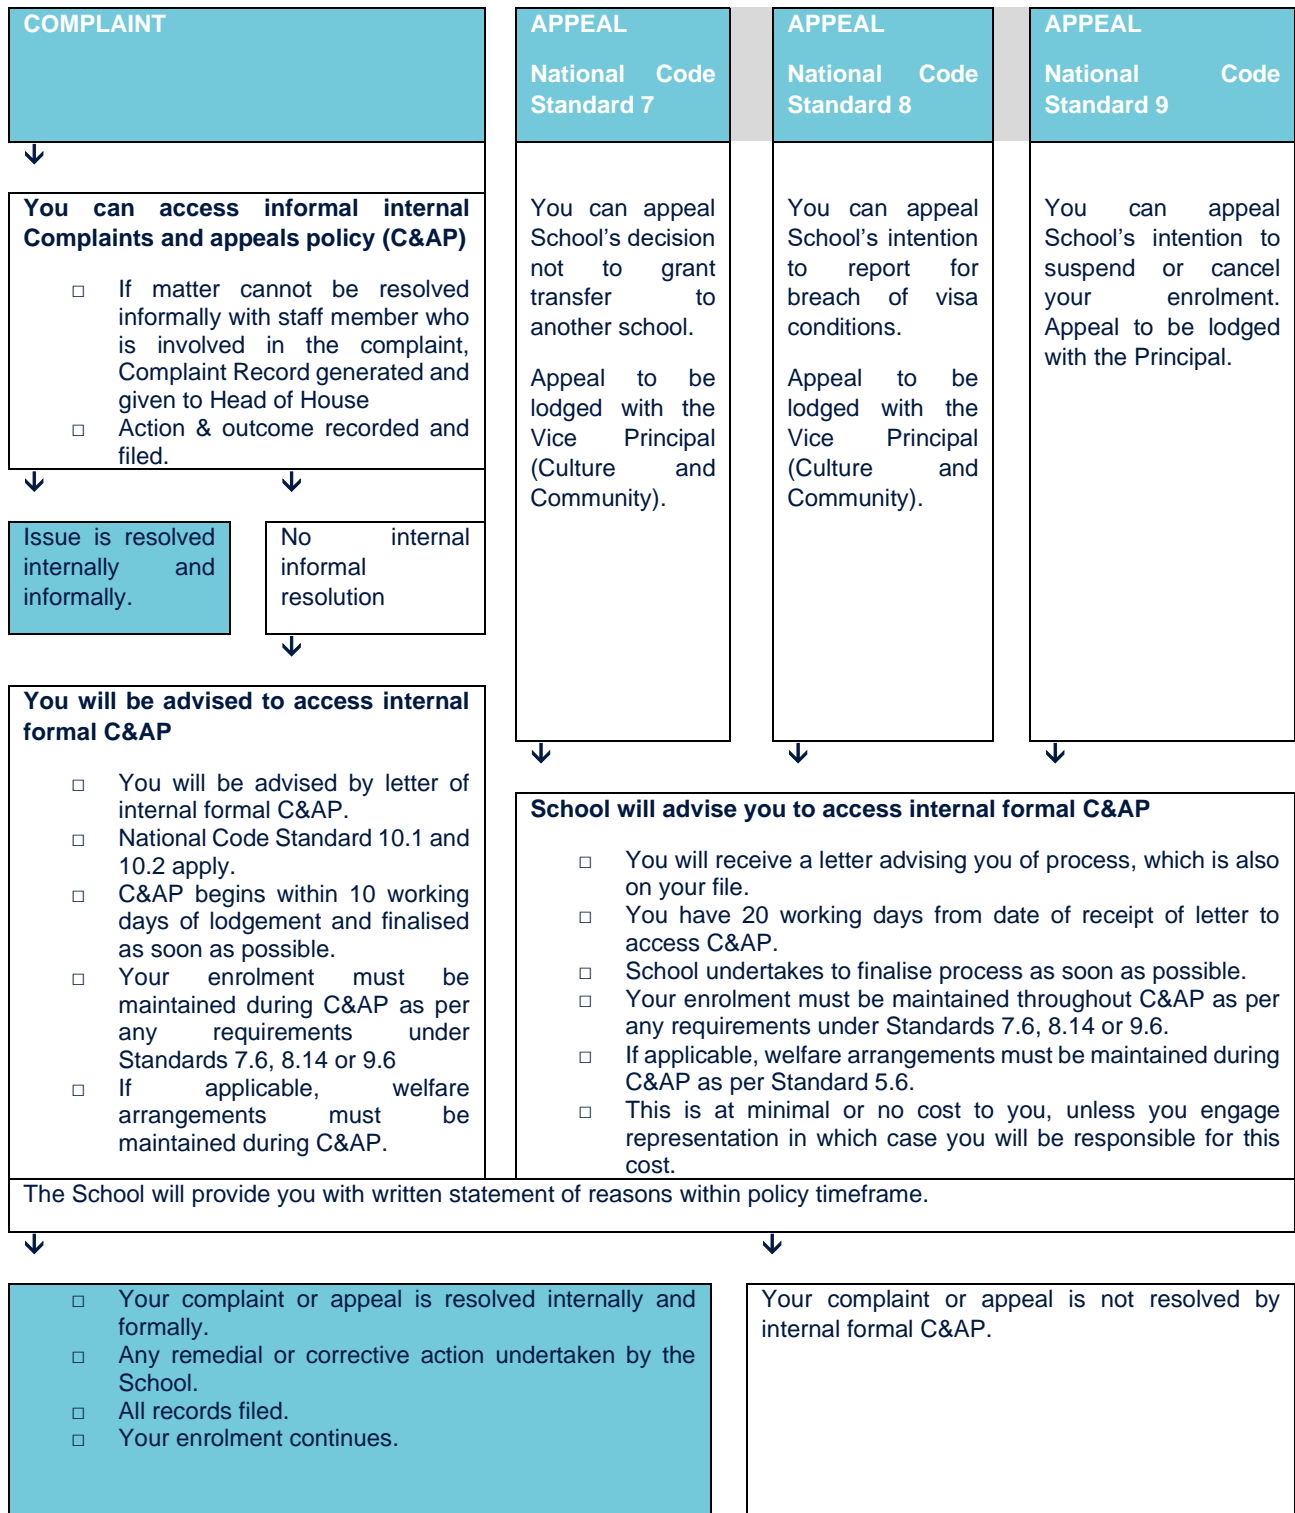 COMPLAINT
APPEAL
National Code
Standard 7
APPEAL
National Code
Standard 8
APPEAL
National Code
Standard 9
You can access informal internal
Complaints and appeals policy (C&AP)
If matter cannot be resolved
informally with staff member who
is involved in the complaint,
Complaint Record generated and
given to Head of House
Action & outcome recorded and
filed.
You can appeal
School’s decision
not to grant
transfer to
another school.
Appeal to be
lodged with the
Vice Principal
(Culture and
Community).
You can appeal
School’s intention
to report for
breach of visa
conditions.
Appeal to be
lodged with the
Vice Principal
(Culture and
Community).
You can appeal
School’s intention to
suspend or cancel
your enrolment.
Appeal to be lodged
with the Principal.
Issue is resolved
internally and
informally.
No internal
informal
resolution
You will be advised to access internal
formal C&AP
You will be advised by letter of
internal formal C&AP.
National Code Standard 10.1 and
10.2 apply.
C&AP begins within 10 working
days of lodgement and finalised
as soon as possible.
Your enrolment must be
maintained during C&AP as per
any requirements under
Standards 7.6, 8.14 or 9.6
If applicable, welfare
arrangements must be
maintained during C&AP.
School will advise you to access internal formal C&AP
You will receive a letter advising you of process, which is also
on your file.
You have 20 working days from date of receipt of letter to
access C&AP.
School undertakes to finalise process as soon as possible.
Your enrolment must be maintained throughout C&AP as per
any requirements under Standards 7.6, 8.14 or 9.6.
If applicable, welfare arrangements must be maintained during
C&AP as per Standard 5.6.
This is at minimal or no cost to you, unless you engage
representation in which case you will be responsible for this
cost.
The School will provide you with written statement of reasons within policy timeframe.
Your complaint or appeal is resolved internally and
formally.
Any remedial or corrective action undertaken by the
School.
All records filed.
Your enrolment continues.
Your complaint or appeal is not resolved by
internal formal C&AP.